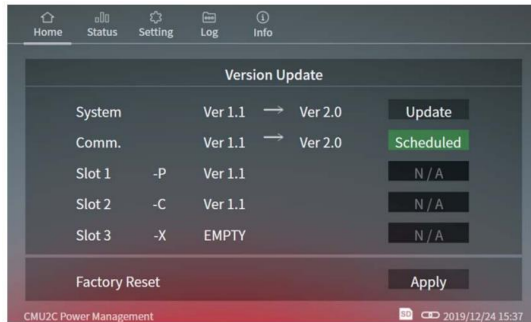 Home Status Setting Log Info
Version Update
System Ver 1.1 → Ver 2.0 Update
Comm. Ver 1.1 → Ver 2.0 Scheduled
Slot 1 -P Ver 1.1 N / A
Slot 2 -C Ver 1.1 N / A
Slot 3 -X EMPTY N / A
Factory Reset Apply
CMU2C Power Management SD 2019/12/24 15:37